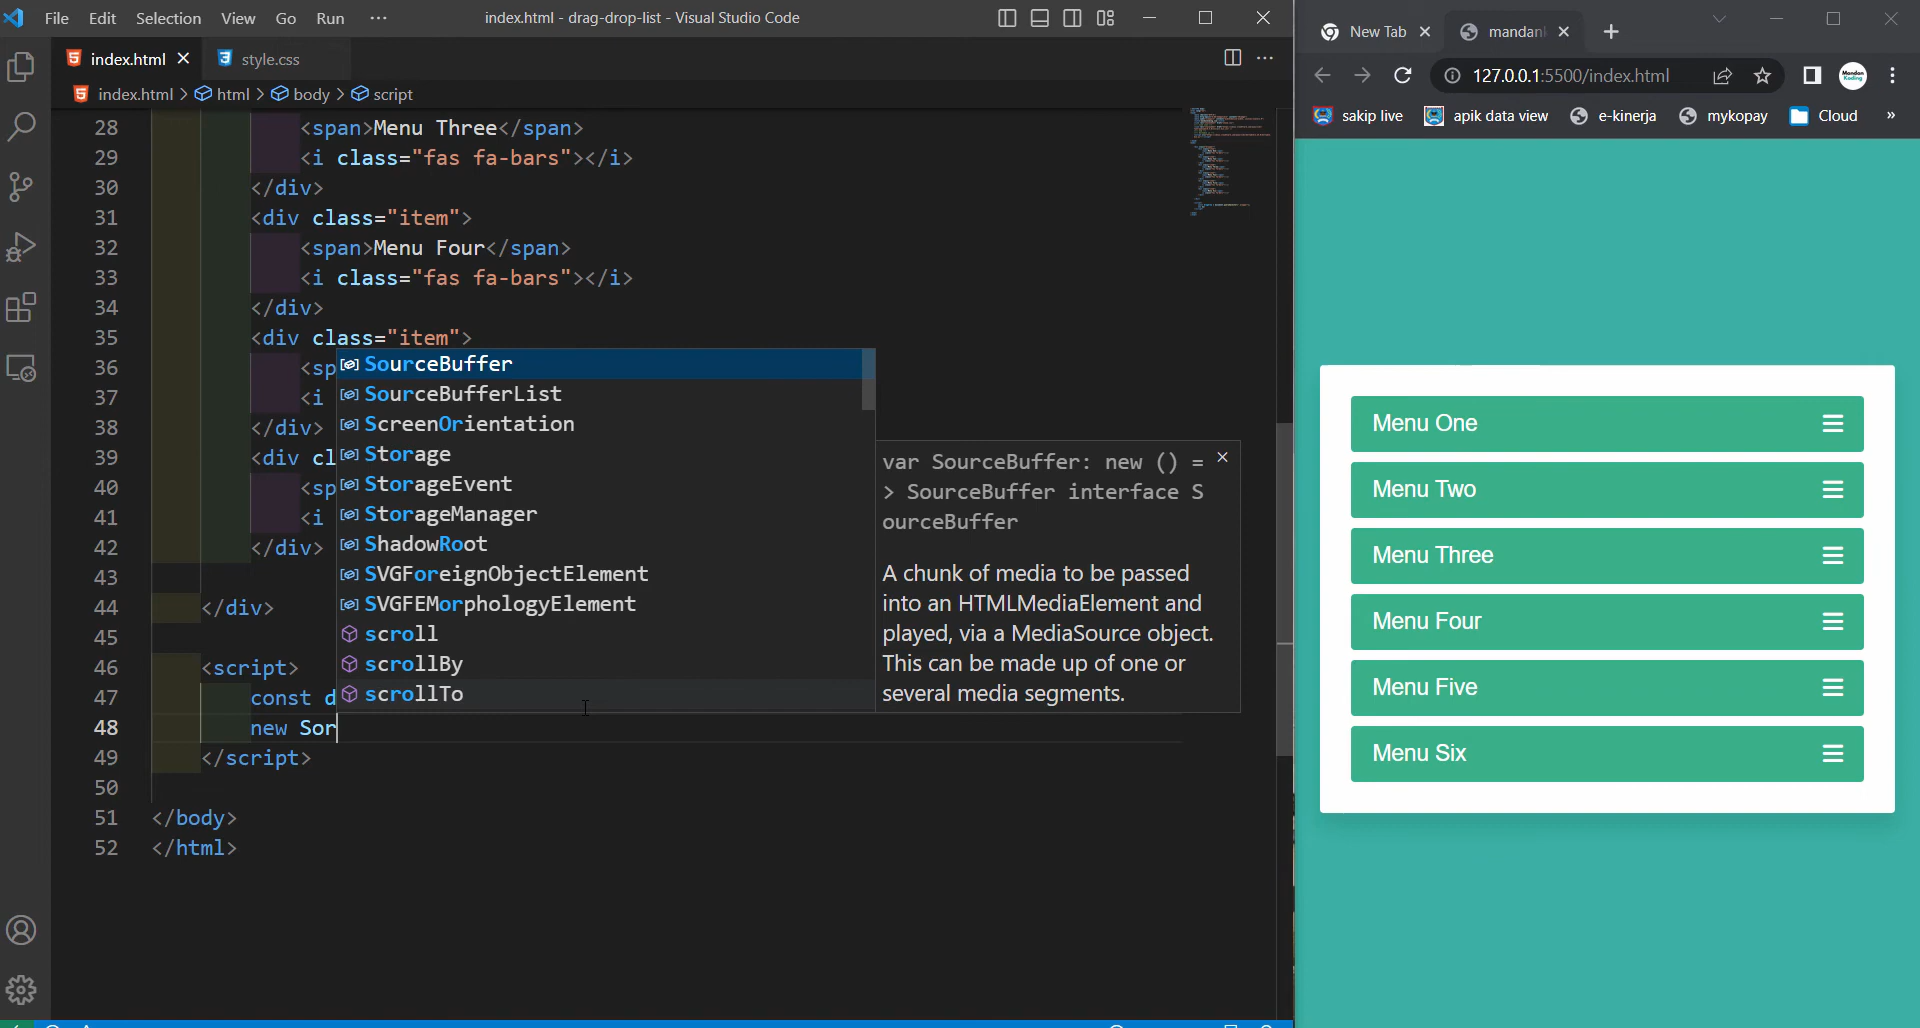 File Edit Selection View Go Run ··· index.html - drag-drop-list - Visual Studio Code
index.html style.css
index.html > html > body > script
28 <span>Menu Three</span>
29 <i class="fas fa-bars"></i>
30 </div>
31 <div class="item">
32 <span>Menu Four</span>
33 <i class="fas fa-bars"></i>
34 </div>
35 <div class="item">
36 <sp
37 <i
38 </div>
39 <div cl
40 <sp
41 <i
42 </div>
43
44 </div>
45
46 <script>
47 const d
48 new Sor
49 </script>
50
51 </body>
52 </html>
SourceBuffer
SourceBufferList
ScreenOrientation
Storage
StorageEvent
StorageManager
ShadowRoot
SVGForeignObjectElement
SVGFEMorphologyElement
scroll
scrollBy
scrollTo
var SourceBuffer: new () =
> SourceBuffer interface S
ourceBuffer
A chunk of media to be passed
into an HTMLMediaElement and
played, via a MediaSource object.
This can be made up of one or
several media segments.
New Tab mandank
127.0.0.1:5500/index.html
sakip live apik data view e-kinerja mykopay Cloud »
Menu One
Menu Two
Menu Three
Menu Four
Menu Five
Menu Six